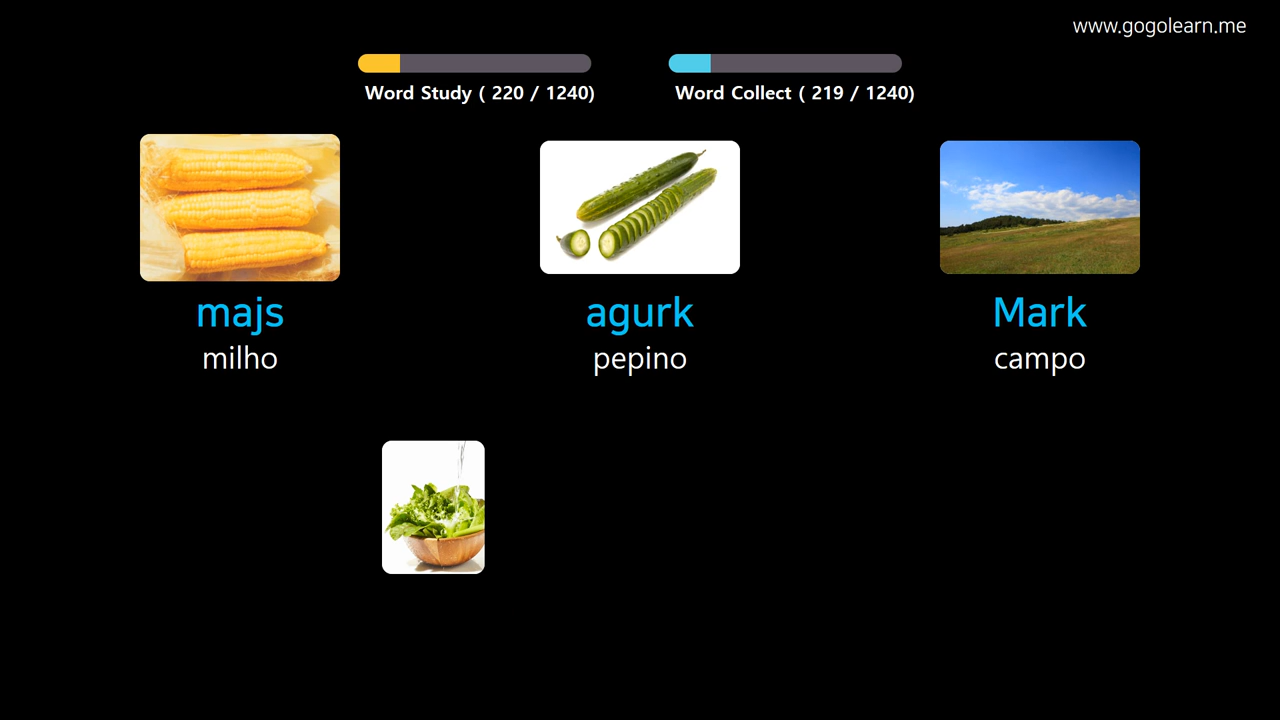 www.gogolearn.me
Word Study ( 220 / 1240)
Word Collect ( 219 / 1240)
majs
milho
agurk
pepino
Mark
campo